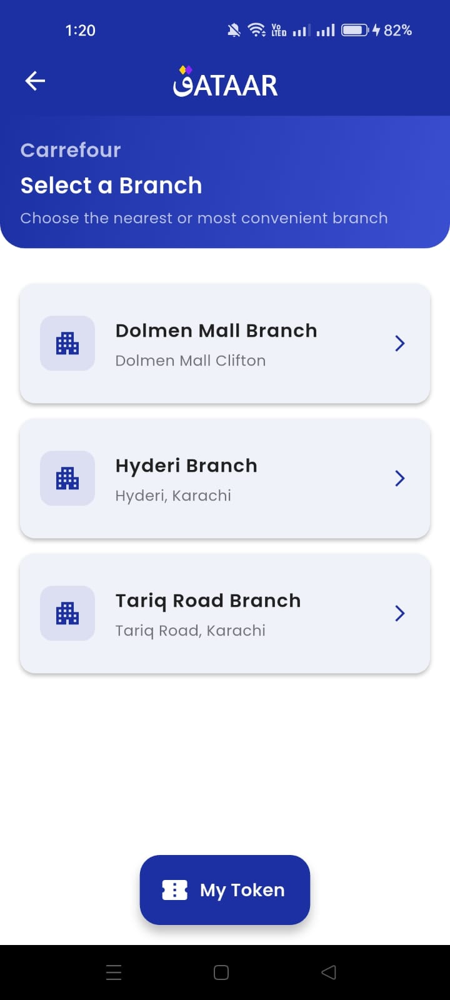 1:20 Vo LTED 82%
قATAAR
Carrefour
Select a Branch
Choose the nearest or most convenient branch
Dolmen Mall Branch
Dolmen Mall Clifton
Hyderi Branch
Hyderi, Karachi
Tariq Road Branch
Tariq Road, Karachi
My Token